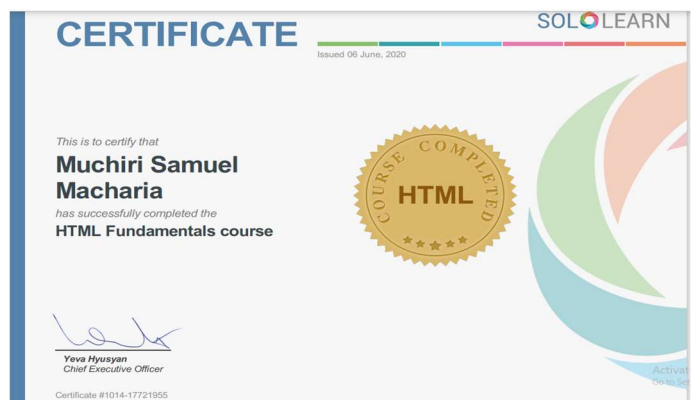 CERTIFICATE
SOLOLEARN
Issued 06 June, 2020
This is to certify that
Muchiri Samuel
Macharia
has successfully completed the
HTML Fundamentals course
COURSE COMPLETED
HTML
Yeva Hyusyan
Chief Executive Officer
Certificate #1014-17721955
Activat
Go to Set